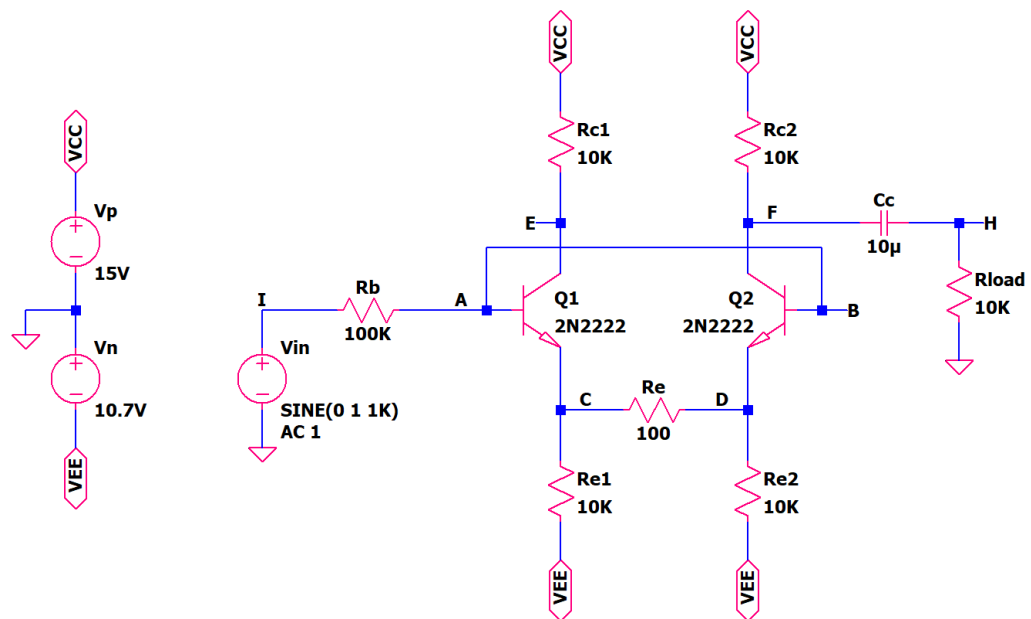 VCC
VCC
VCC
Rc1
10K
Rc2
10K
Vp
15V
E
F
Cc
10µ
H
Rb
100K
I
A
Q1
2N2222
Q2
2N2222
B
Rload
10K
Vn
10.7V
Vin
SINE(0 1 1K)
AC 1
C
Re
100
D
VEE
Re1
10K
Re2
10K
VEE
VEE